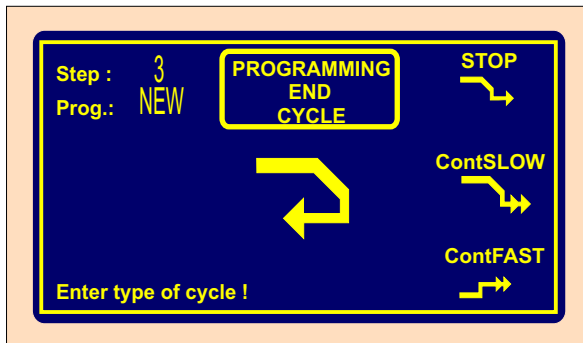 Step : 3
Prog.: NEW
PROGRAMMING
END
CYCLE
STOP
ContSLOW
ContFAST
Enter type of cycle !